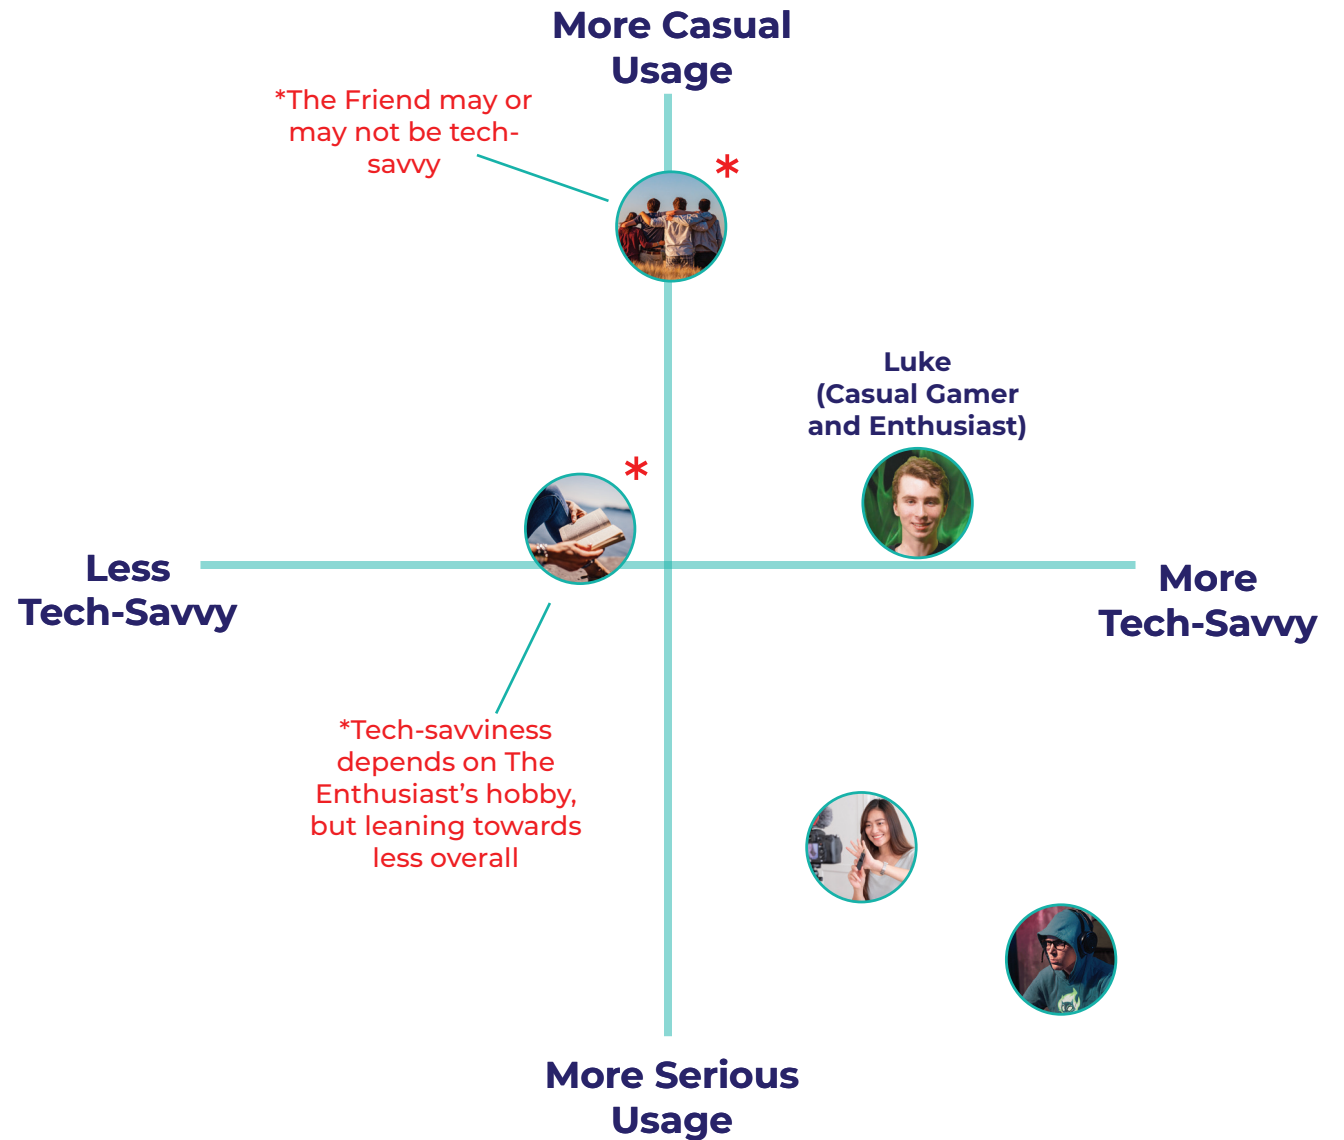 More Casual
Usage
*The Friend may or
may not be tech-
savvy
*
Luke
(Casual Gamer
and Enthusiast)
*
Less
Tech-Savvy
More
Tech-Savvy
*Tech-savviness
depends on The
Enthusiast’s hobby,
but leaning towards
less overall
More Serious
Usage